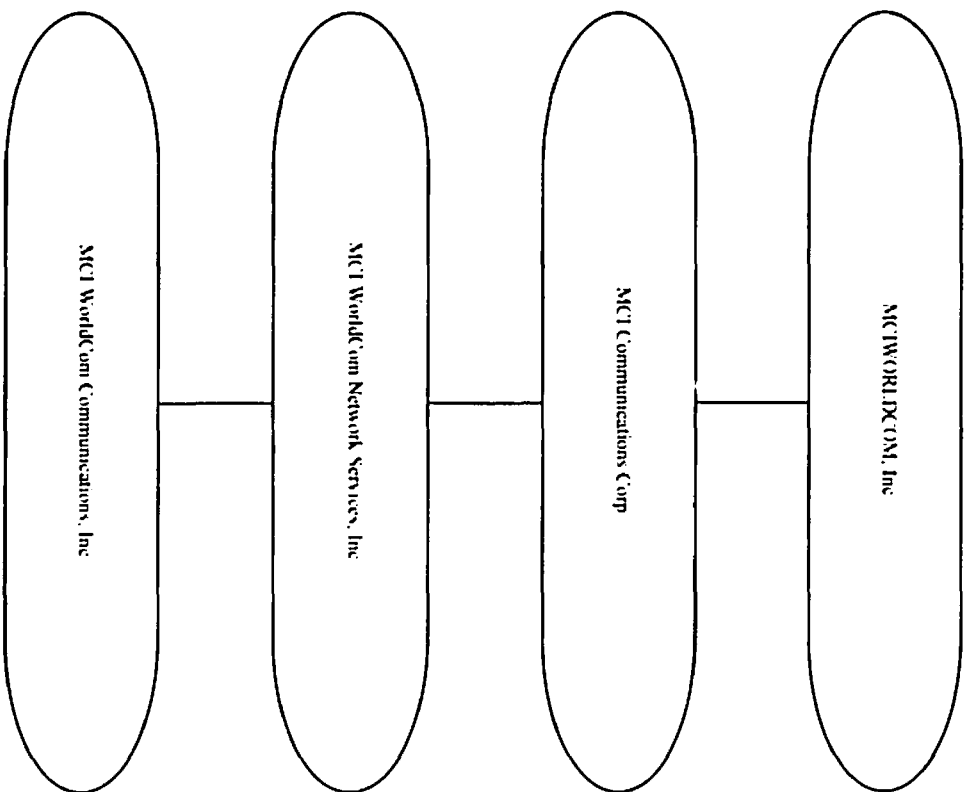 MCIWORLDCOM, Inc
MCI Communications Corp
MCI WorldCom Network Services, Inc
MCI WorldCom Communications, Inc